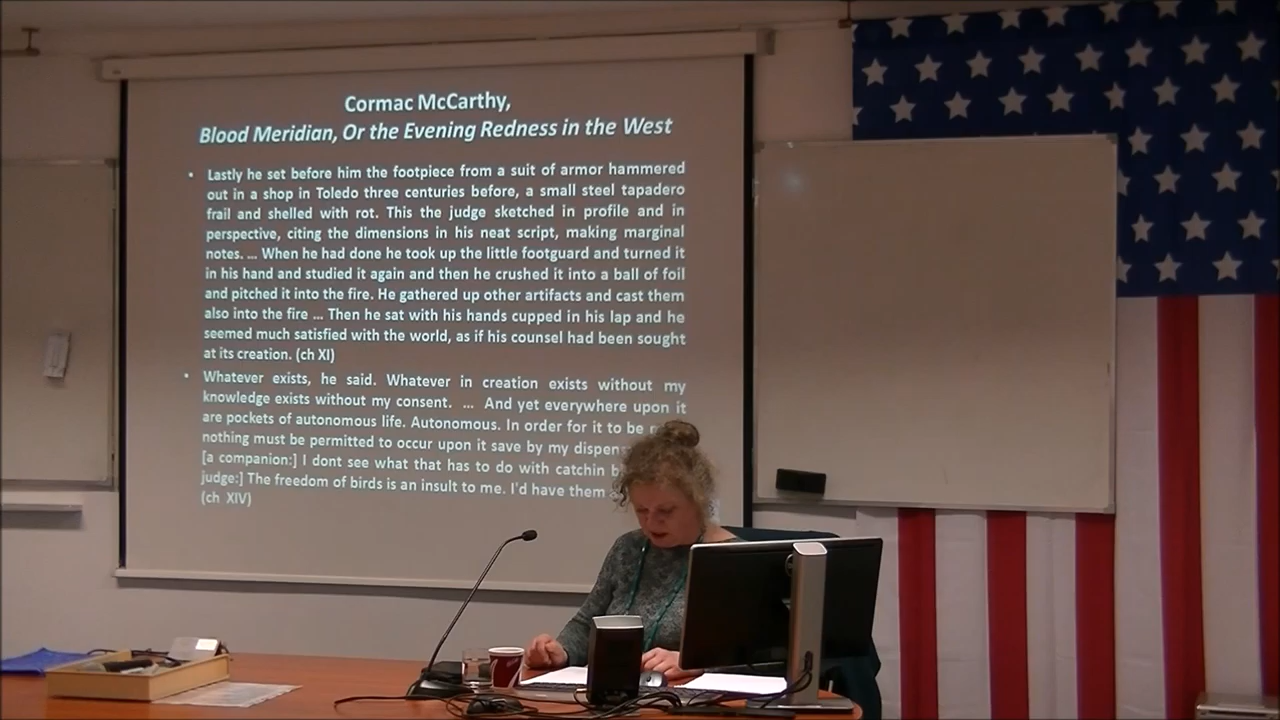 Cormac McCarthy,
Blood Meridian, Or the Evening Redness in the West
• Lastly he set before him the footpiece from a suit of armor hammered
out in a shop in Toledo three centuries before, a small steel tapadero
frail and shelled with rot. This the judge sketched in profile and in
perspective, citing the dimensions in his neat script, making marginal
notes. ... When he had done he took up the little footguard and turned it
in his hand and studied it again and then he crushed it into a ball of foil
and pitched it into the fire. He gathered up other artifacts and cast them
also into the fire ... Then he sat with his hands cupped in his lap and he
seemed much satisfied with the world, as if his counsel had been sought
at its creation. (ch XI)
• Whatever exists, he said. Whatever in creation exists without my
knowledge exists without my consent. ... And yet everywhere upon it
are pockets of autonomous life. Autonomous. In order for it to be
nothing must be permitted to occur upon it save by my
[a companion:] I dont see what that has to do with catchin
judge:] The freedom of birds is an insult to me. I'd have them
(ch XIV)